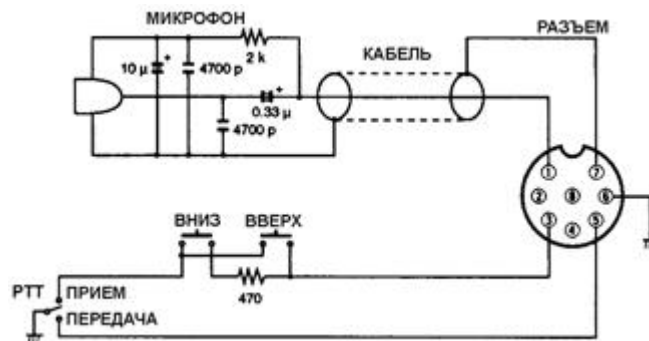 МИКРОФОН
РАЗЪЕМ
КАБЕЛЬ
10 μ
+
4700 p
2 k
+
0.33 μ
4700 p
1
7
2
8
6
3
5
4
ВНИЗ
ВВЕРХ
470
PTT
ПРИЕМ
ПЕРЕДАЧА